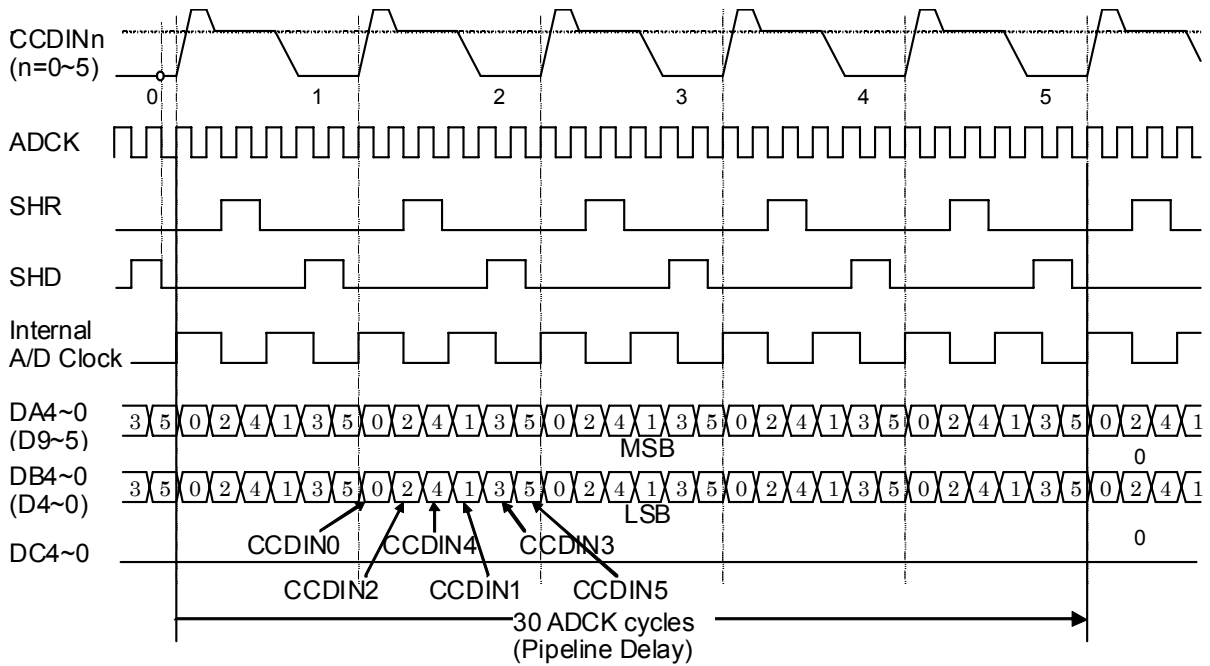 CCDINn
(n=0~5)
0 1 2 3 4 5
ADCK
SHR
SHD
Internal
A/D Clock
DA4~0
(D9~5)
3 5 0 2 4 1 3 5 0 2 4 1 3 5 0 2 4 1 3 5 0 2 4 1 3 5 0 2 4 1 3 5 0 2 4 1
MSB
0
DB4~0
(D4~0)
3 5 0 2 4 1 3 5 0 2 4 1 3 5 0 2 4 1 3 5 0 2 4 1 3 5 0 2 4 1 3 5 0 2 4 1
LSB
0
CCDIN0 CCDIN4 CCDIN3
DC4~0
CCDIN2 CCDIN1 CCDIN5
30 ADCK cycles
(Pipeline Delay)